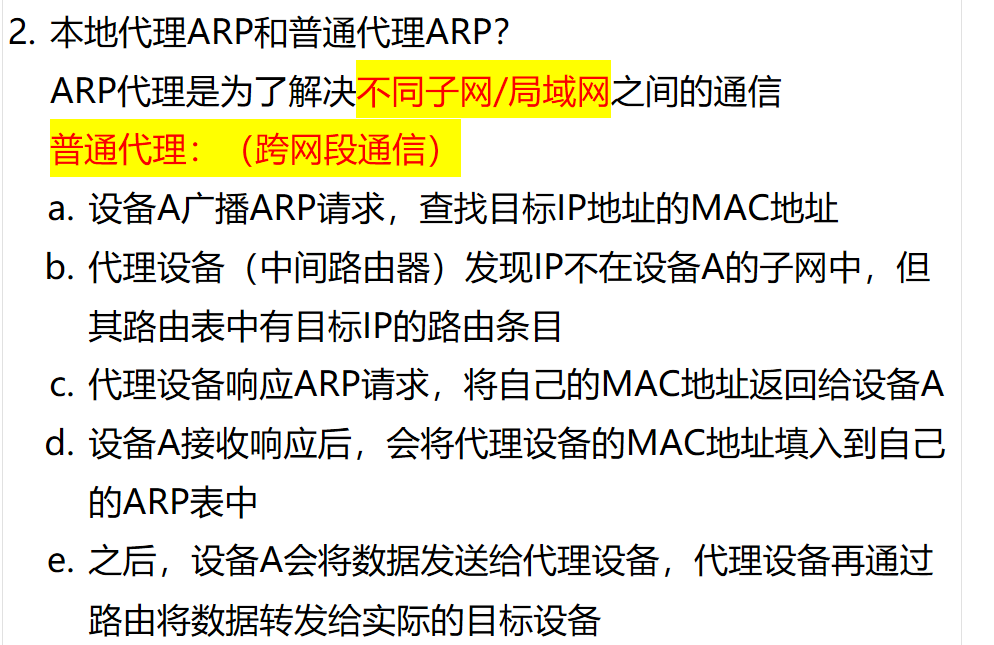 2. 本地代理ARP和普通代理ARP？
ARP代理是为了解决不同子网/局域网之间的通信
普通代理：（跨网段通信）
a. 设备A广播ARP请求，查找目标IP地址的MAC地址
b. 代理设备（中间路由器）发现IP不在设备A的子网中，但
其路由表中有目标IP的路由条目
c. 代理设备响应ARP请求，将自己的MAC地址返回给设备A
d. 设备A接收响应后，会将代理设备的MAC地址填入到自己
的ARP表中
e. 之后，设备A会将数据发送给代理设备，代理设备再通过
路由将数据转发给实际的目标设备